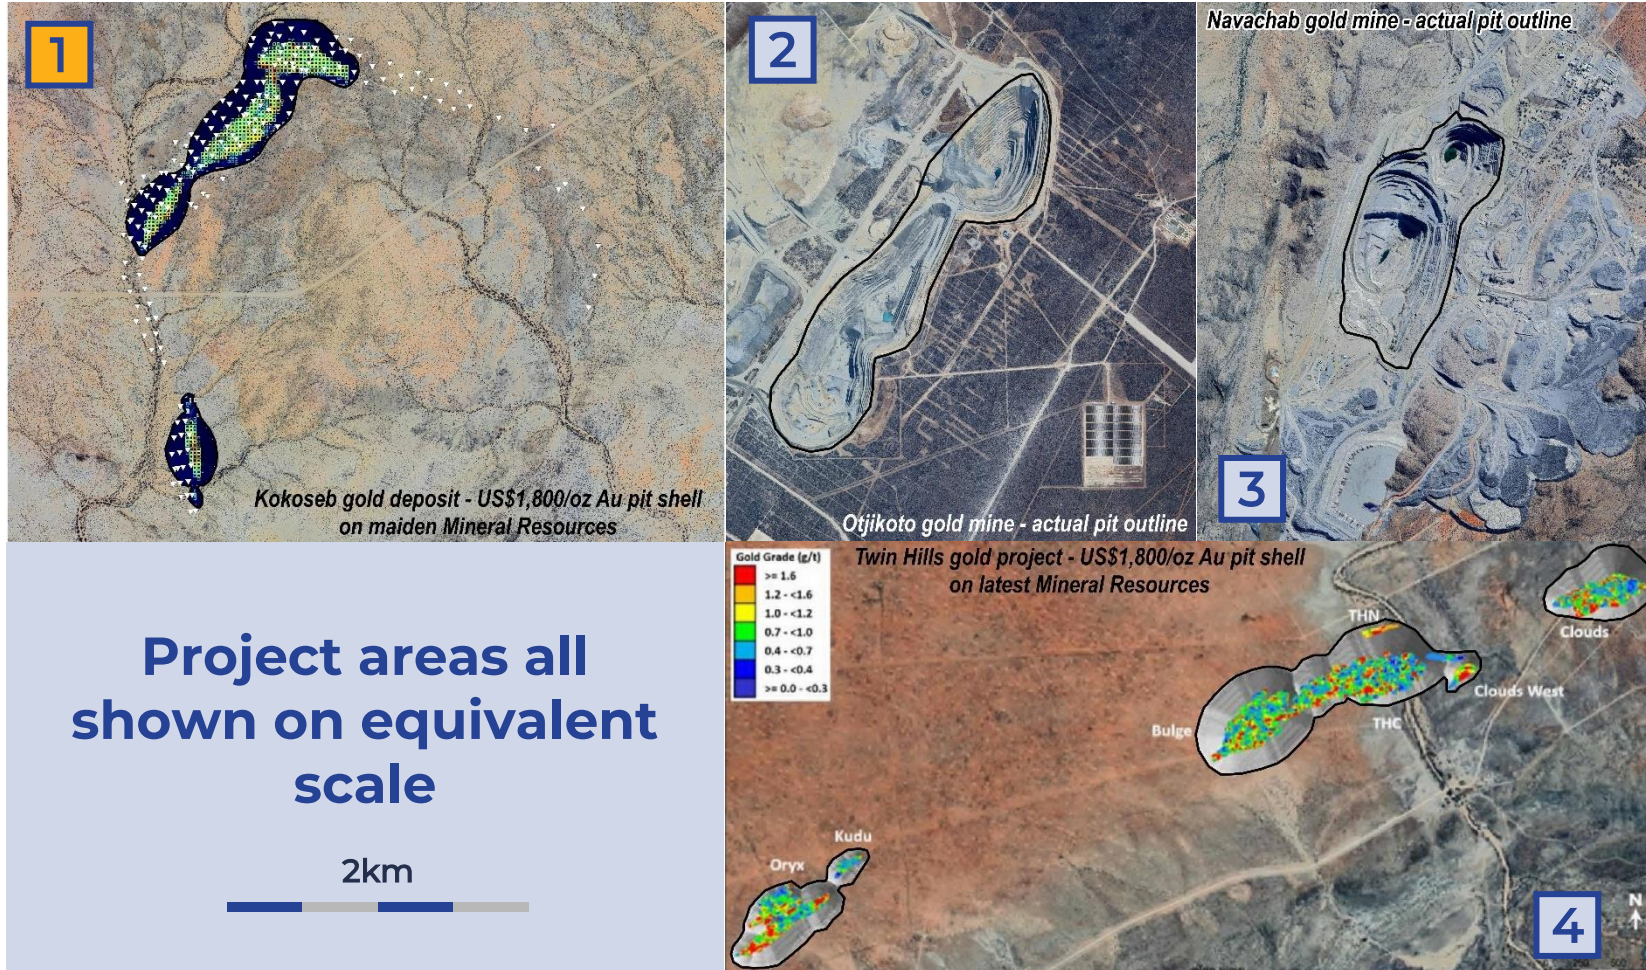 1
Kokoseb gold deposit - US$1,800/oz Au pit shell
on maiden Mineral Resources
2
Otjikoto gold mine - actual pit outline
Navachab gold mine - actual pit outline
3
Project areas all
shown on equivalent
scale
2km
Gold Grade (g/t)
>= 1.6
1.2 - <1.6
1.0 - <1.2
0.7 - <1.0
0.4 - <0.7
0.3 - <0.4
>= 0.0 - <0.3
Twin Hills gold project - US$1,800/oz Au pit shell
on latest Mineral Resources
THN
Clouds
Clouds West
THC
Bulge
Kudu
Oryx
N
4